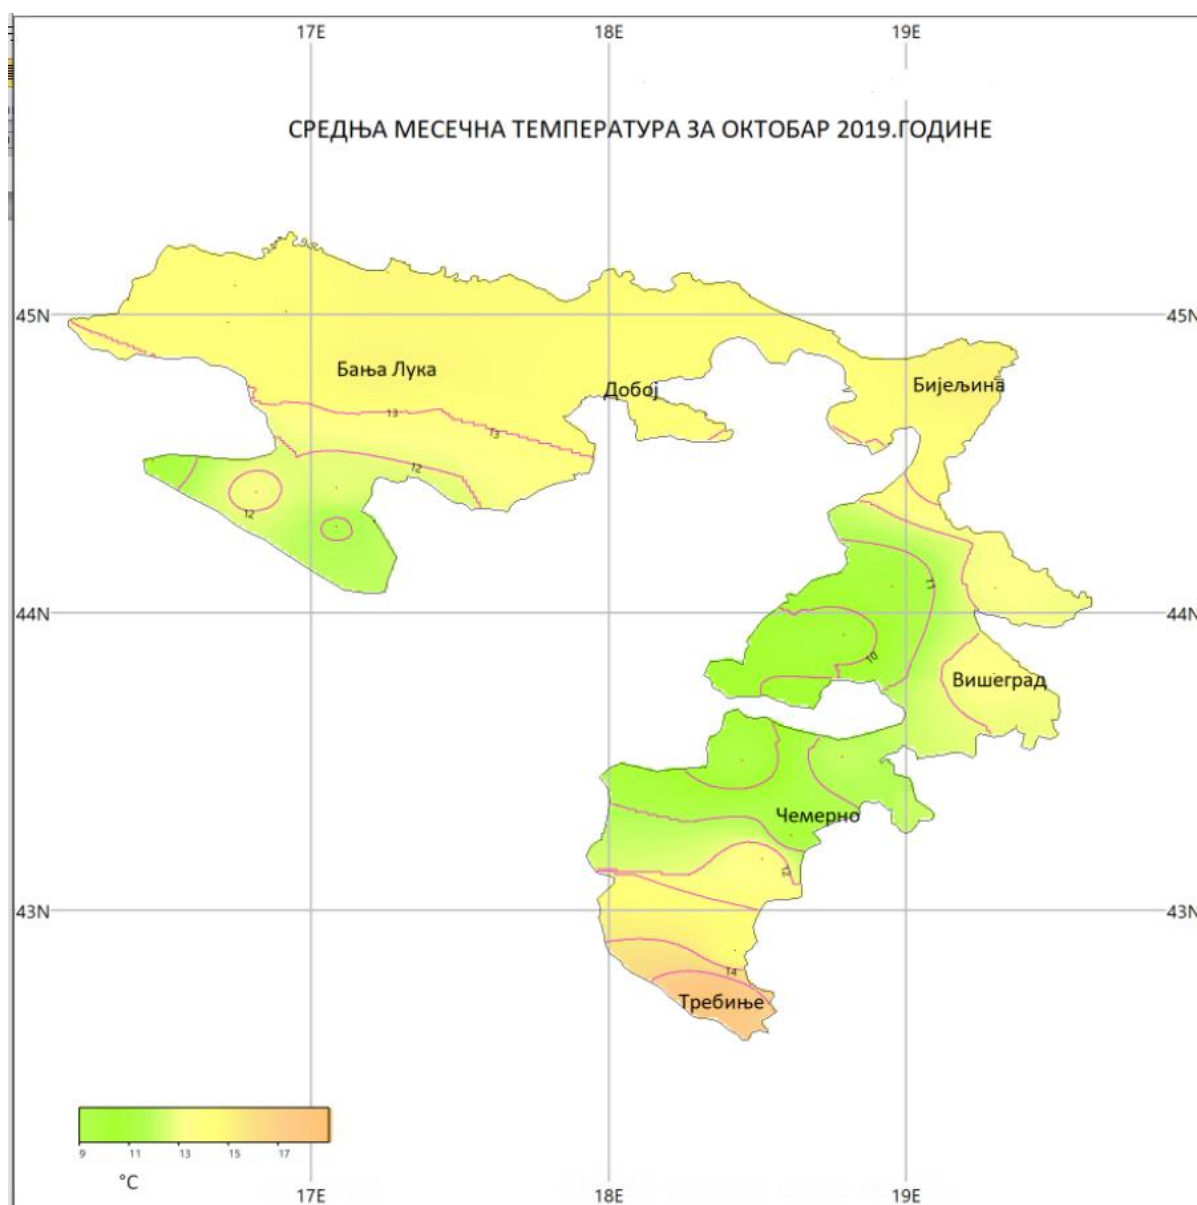 17E 18E 19E
СРЕДЊА МЕСЕЧНА ТЕМПЕРАТУРА ЗА ОКТОБАР 2019.ГОДИНЕ
45N 45N
Бања Лука
Добој
Бијељина
13
13
12
12
11
44N 44N
10
Вишеград
Чемерно
12
43N 43N
14
Требиње
9 11 13 15 17
°C
17E 18E 19E